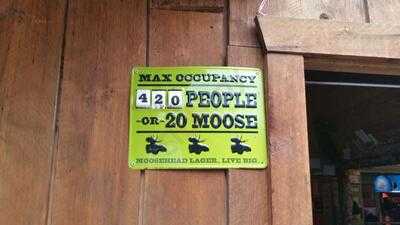 MAX OCCUPANCY
420 PEOPLE
-OR-20 MOOSE
MOOSEHEAD LAGER. LIVE BIG.